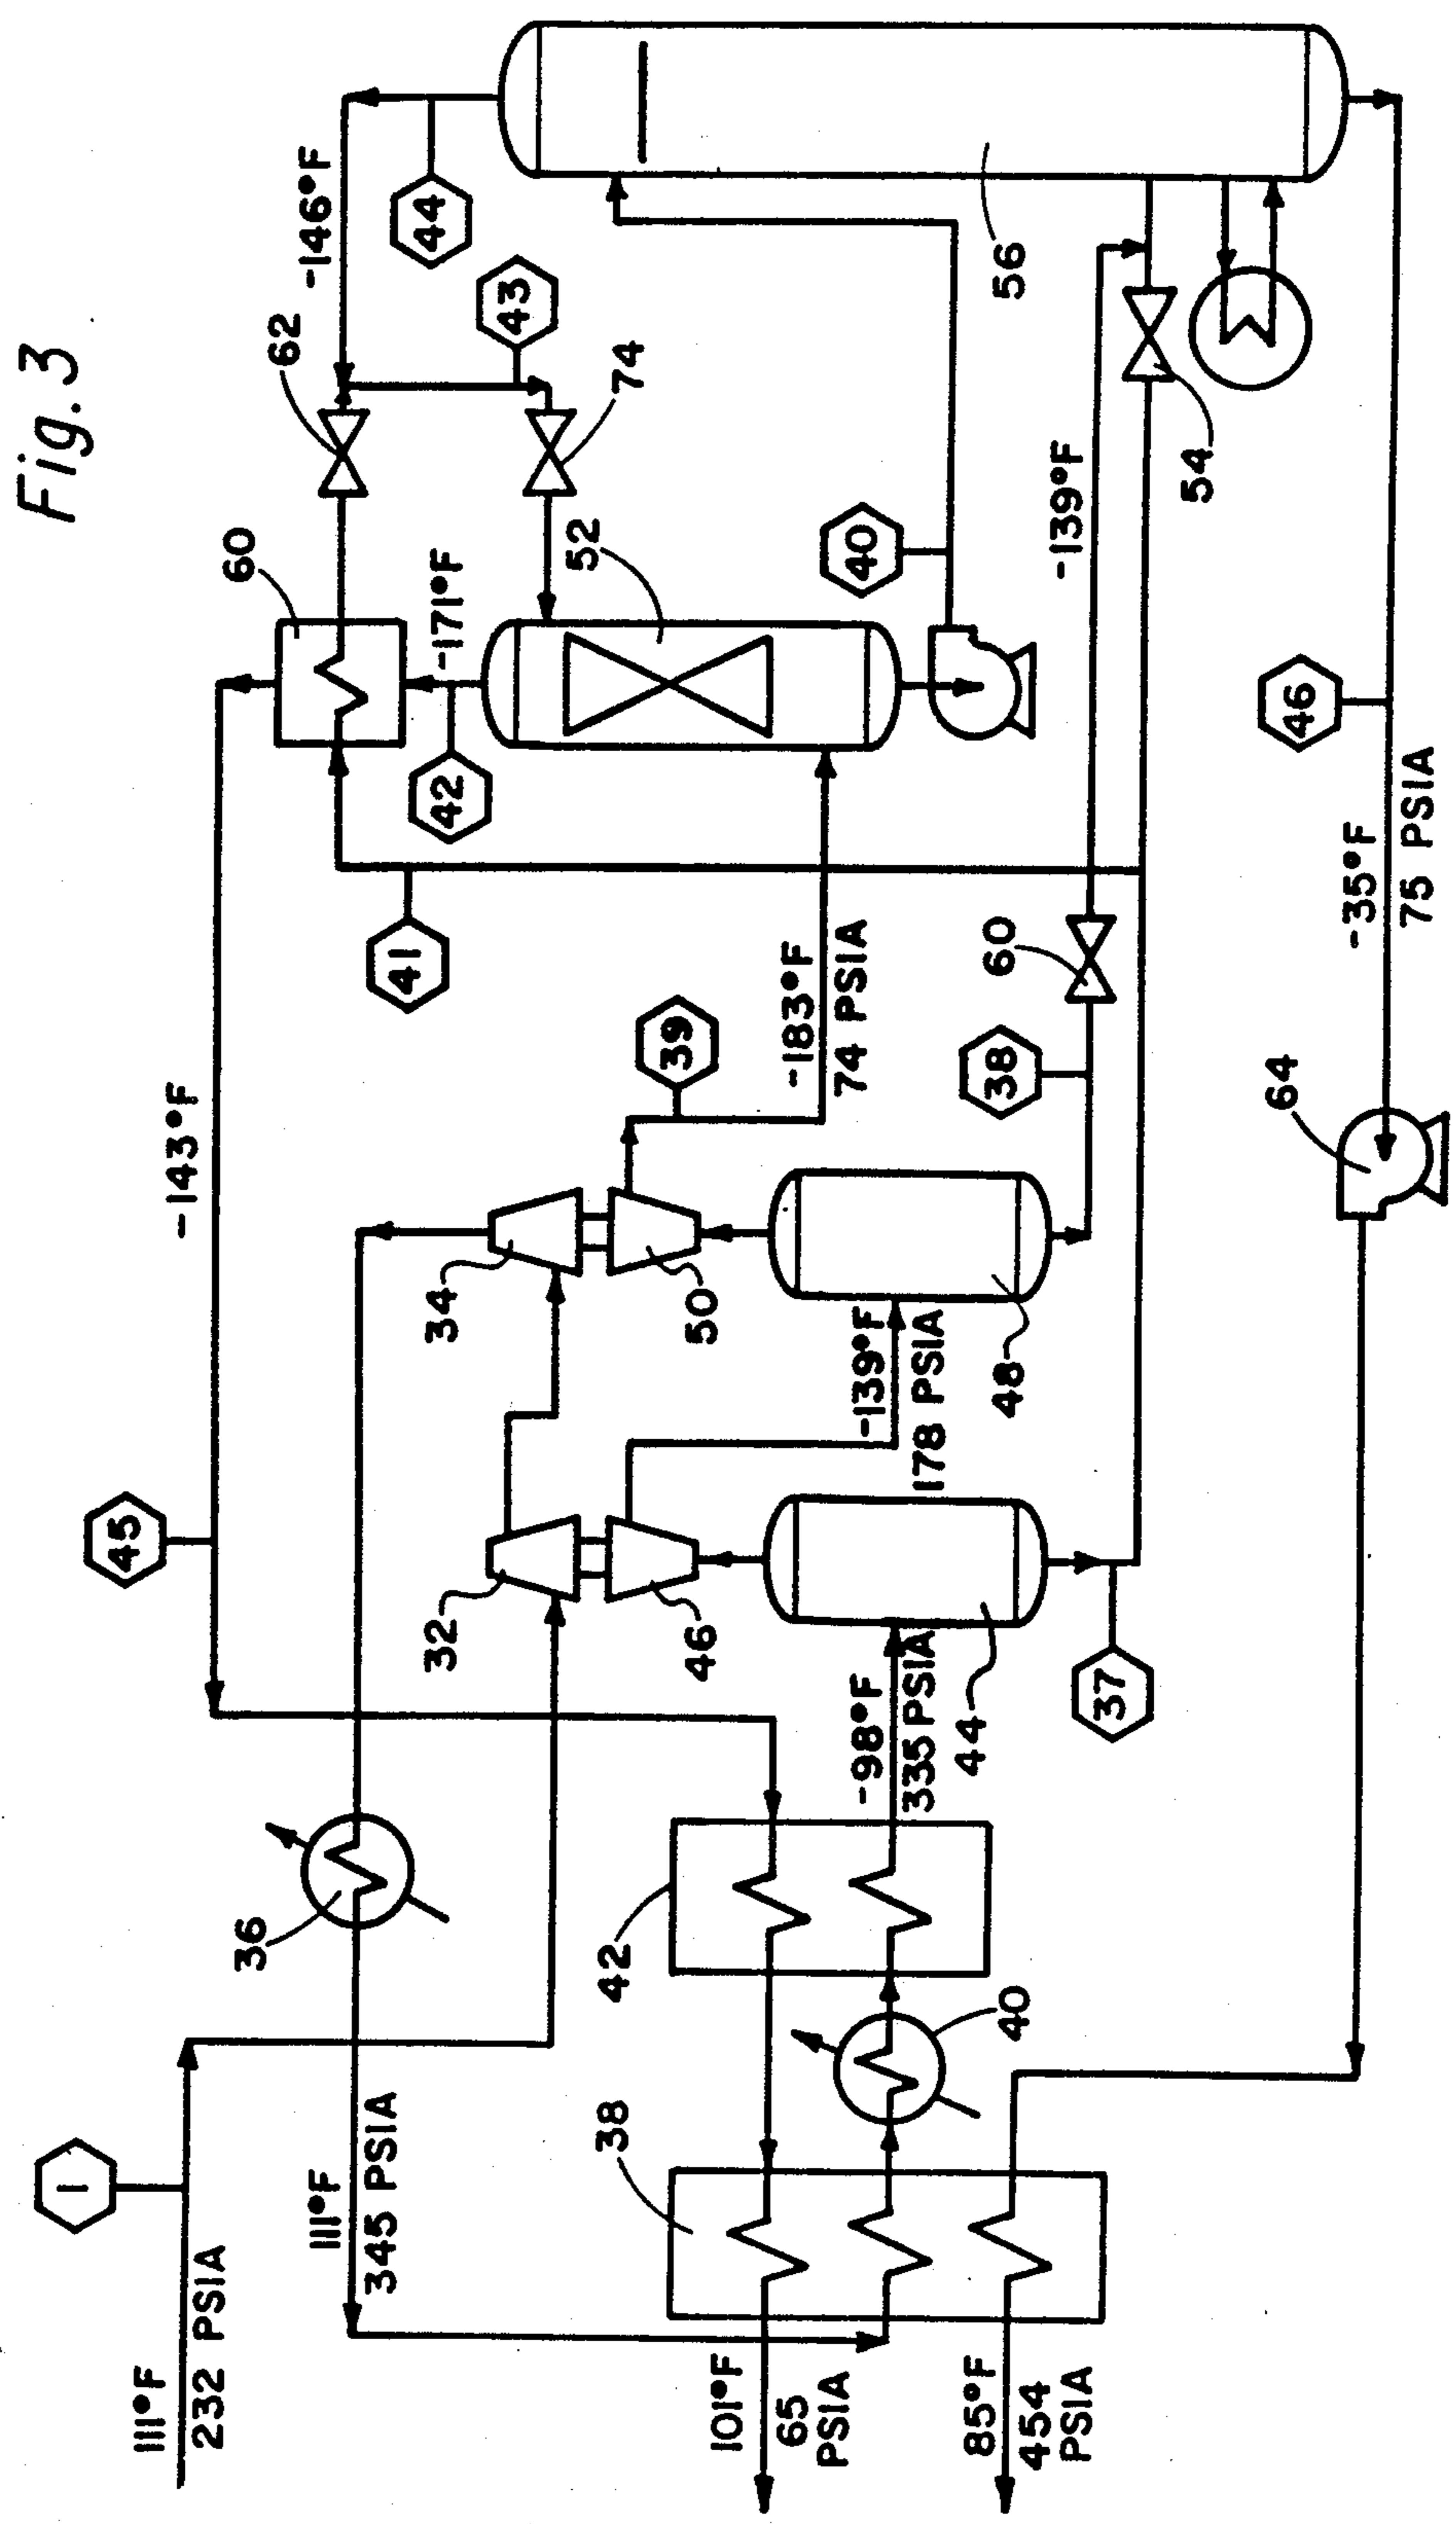 Fig. 3
1
111°F
232 PSIA
111°F
345 PSIA
36
45
-143°F
60
62
-146°F
44
43
41
42
-171°F
74
52
32
34
46
50
39
-183°F
74 PSIA
40
56
38
42
40
-98°F
335 PSIA
44
-139°F
178 PSIA
48
38
60
-139°F
54
37
101°F
65
PSIA
85°F
454
PSIA
64
46
-35°F
75 PSIA